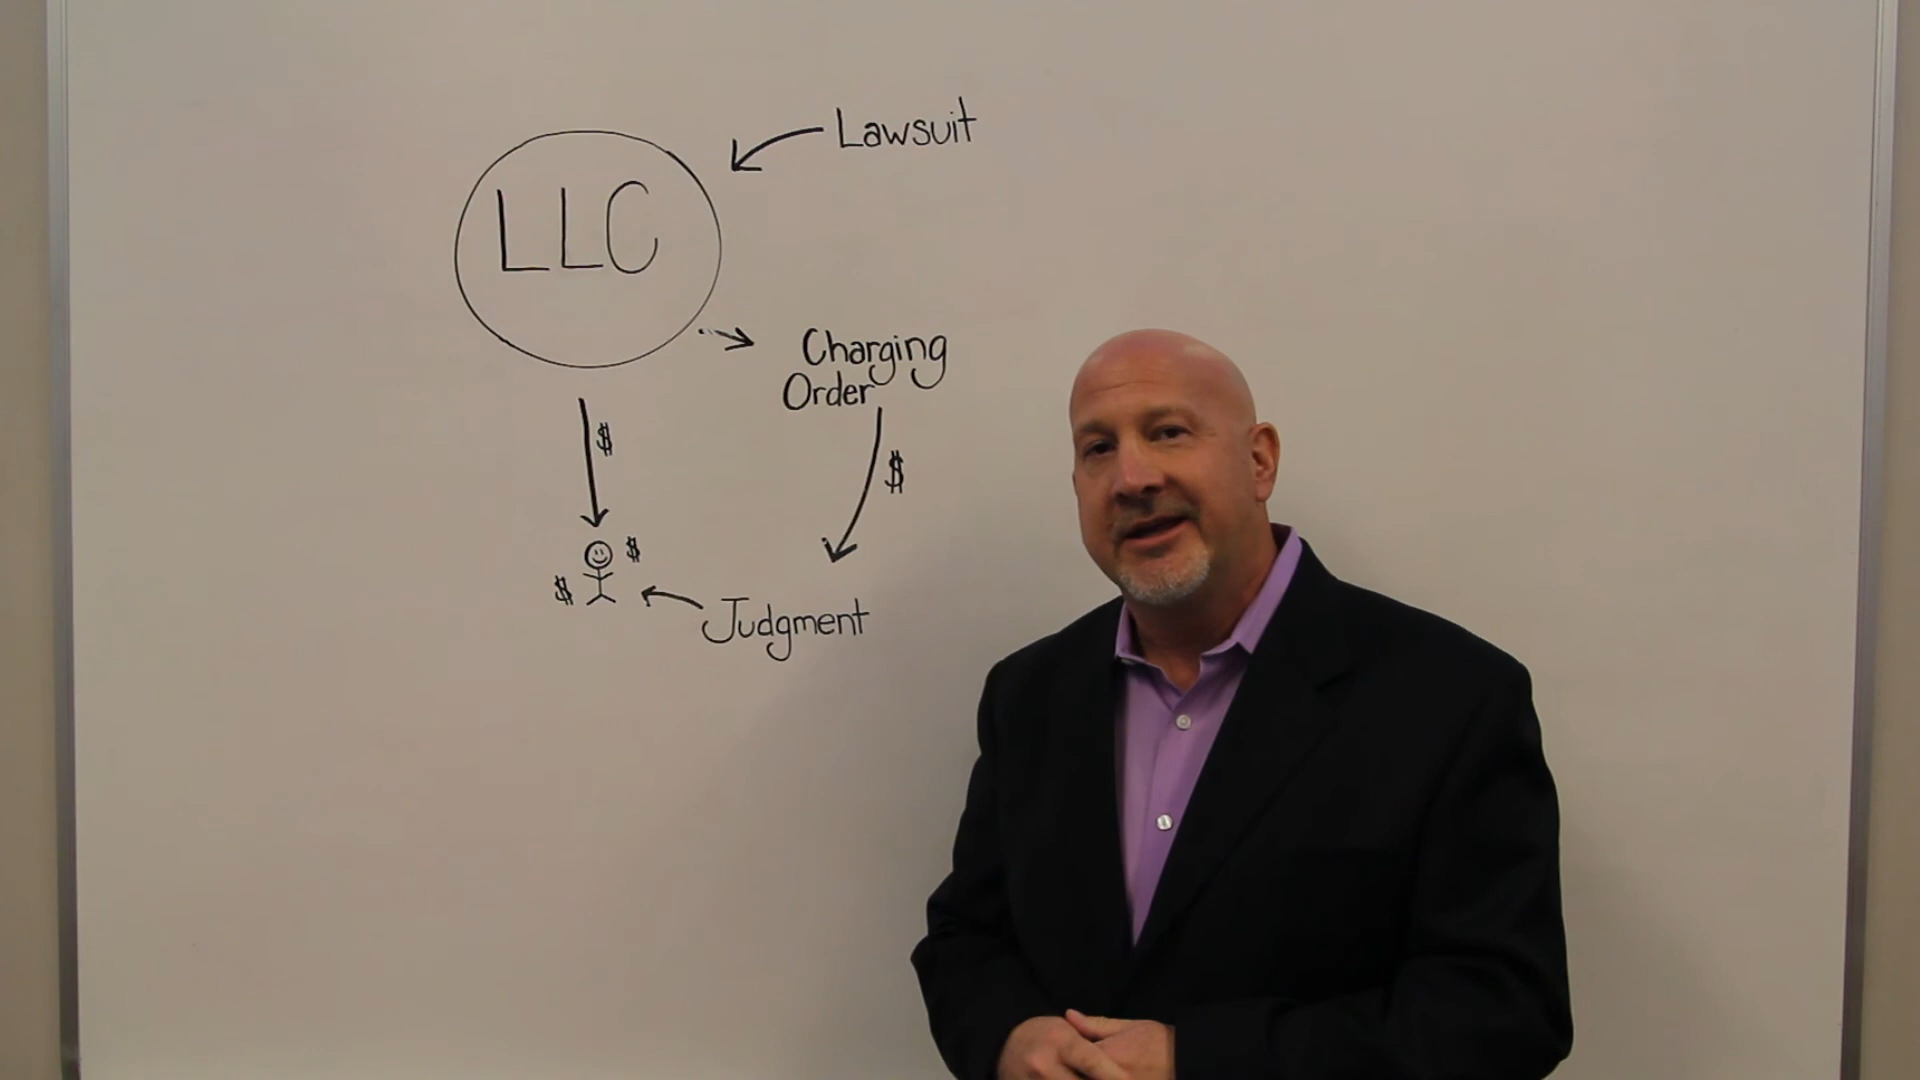 Lawsuit
LLC
Charging
Order
$
$
$
$
Judgment